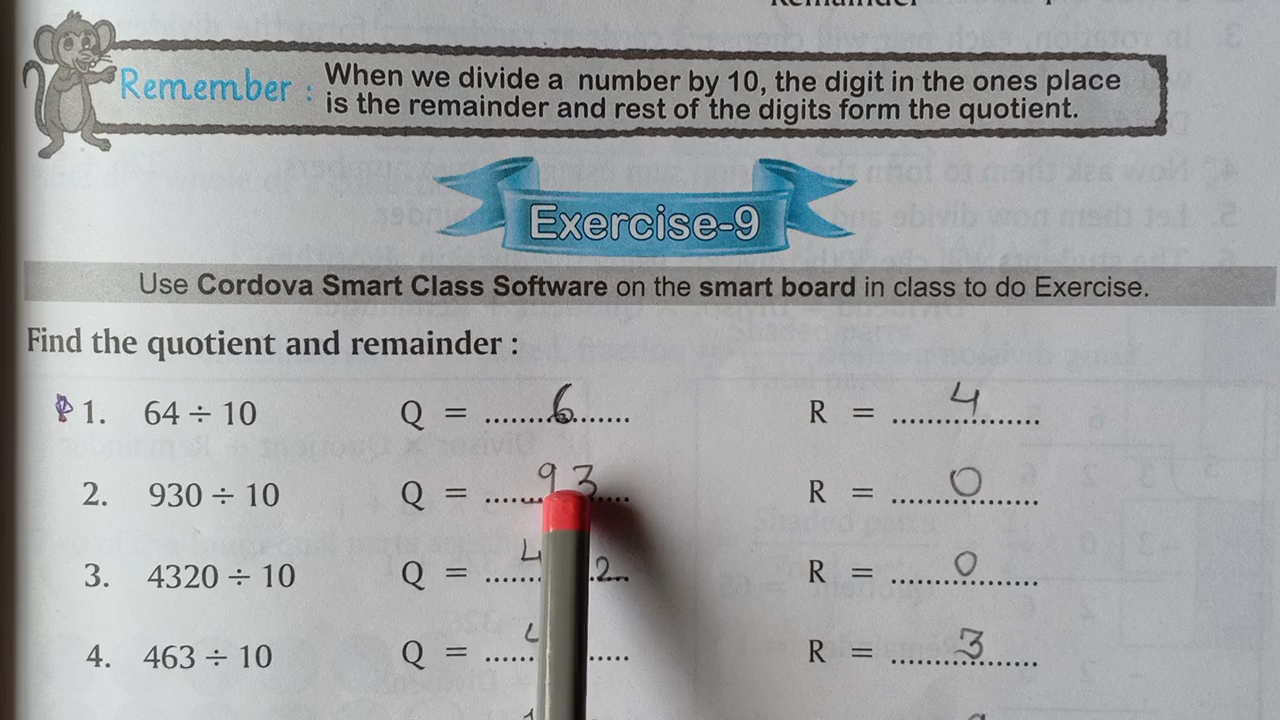 Remember : When we divide a number by 10, the digit in the ones place
is the remainder and rest of the digits form the quotient.
Exercise-9
Use Cordova Smart Class Software on the smart board in class to do Exercise.
Find the quotient and remainder :
1. 64 ÷ 10 Q = 6 R = 4
2. 930 ÷ 10 Q = 93 R = 0
3. 4320 ÷ 10 Q = 4 2 R = 0
4. 463 ÷ 10 Q = 4 R = 3